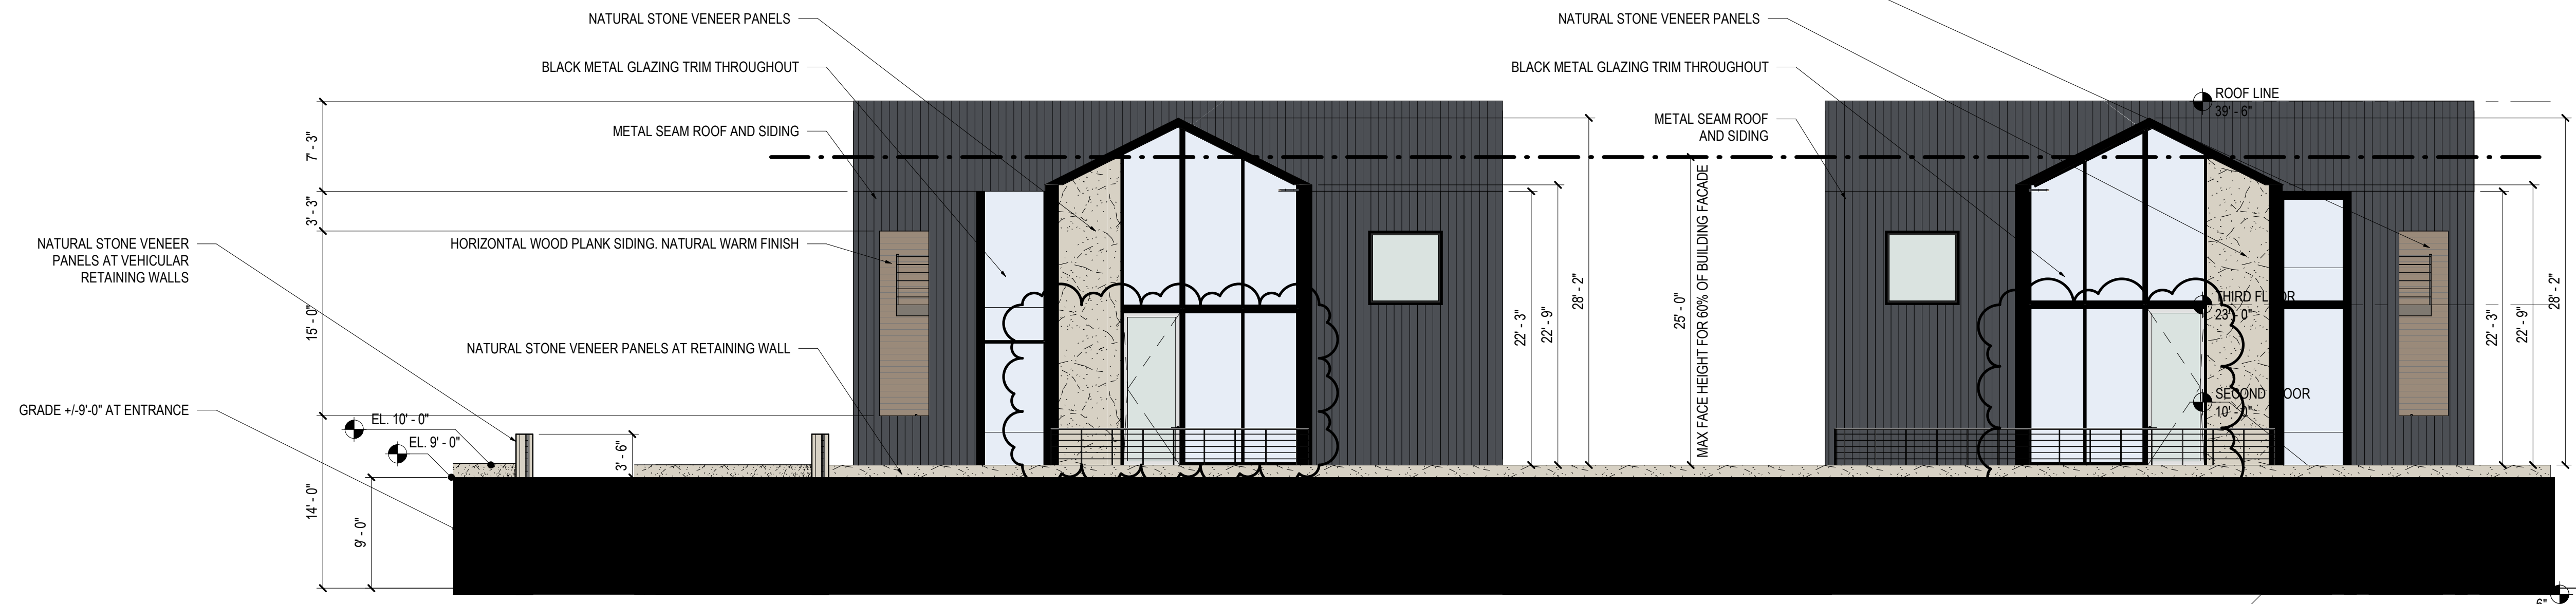 NATURAL STONE VENEER PANELS
BLACK METAL GLAZING TRIM THROUGHOUT
METAL SEAM ROOF AND SIDING
HORIZONTAL WOOD PLANK SIDING. NATURAL WARM FINISH
NATURAL STONE VENEER PANELS AT RETAINING WALL
NATURAL STONE VENEER
PANELS AT VEHICULAR
RETAINING WALLS
GRADE +/-9'-0" AT ENTRANCE
EL. 10' - 0"
EL. 9' - 0"
7' - 3"
3' - 3"
15' - 0"
14' - 0"
9' - 0"
3' - 6"
22' - 3"
22' - 9"
28' - 2"
25' - 0"
MAX FACE HEIGHT FOR 60% OF BUILDING FACADE
NATURAL STONE VENEER PANELS
BLACK METAL GLAZING TRIM THROUGHOUT
METAL SEAM ROOF
AND SIDING
ROOF LINE
39' - 6"
THIRD FLOOR
23' - 0"
SECOND FLOOR
10' - 0"
22' - 3"
22' - 9"
28' - 2"